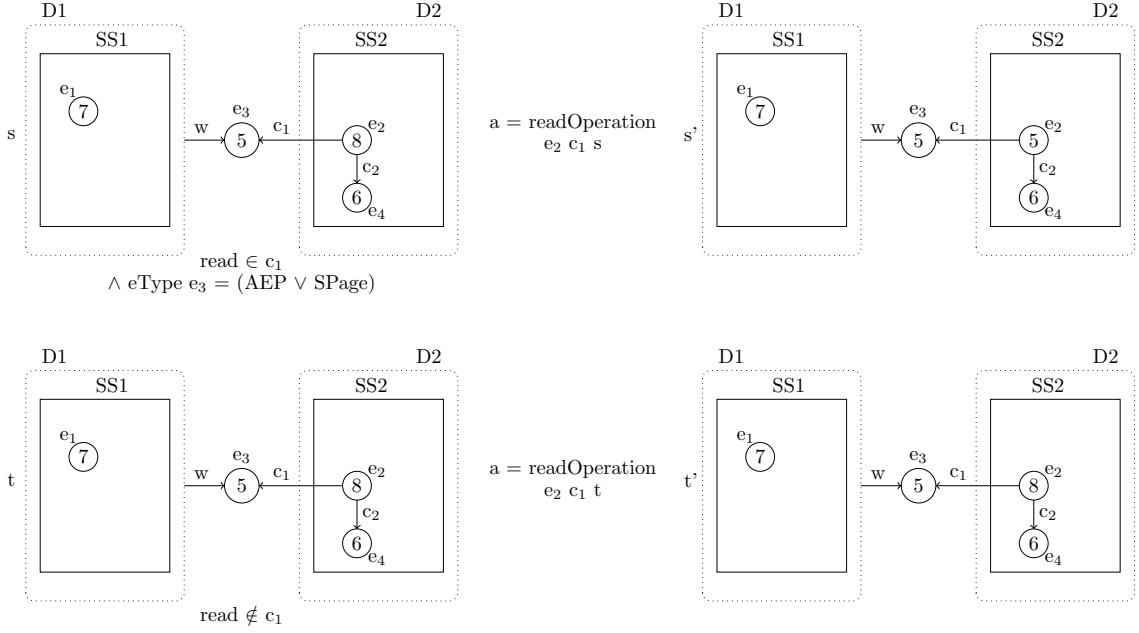 D1 D2 D1 D2
SS1 SS2 SS1 SS2
e₁ e₁
7 7
s w e₃ c₁ e₂ a = readOperation s' w e₃ c₁ e₂
5 8 e₂ c₁ s 5 5
c₂ c₂
6 6
e₄ e₄
read ∈ c₁
∧ eType e₃ = (AEP ∨ SPage)
D1 D2 D1 D2
SS1 SS2 SS1 SS2
e₁ e₁
7 7
t w e₃ c₁ e₂ a = readOperation t' w e₃ c₁ e₂
5 8 e₂ c₁ t 5 8
c₂ c₂
6 6
e₄ e₄
read ∉ c₁